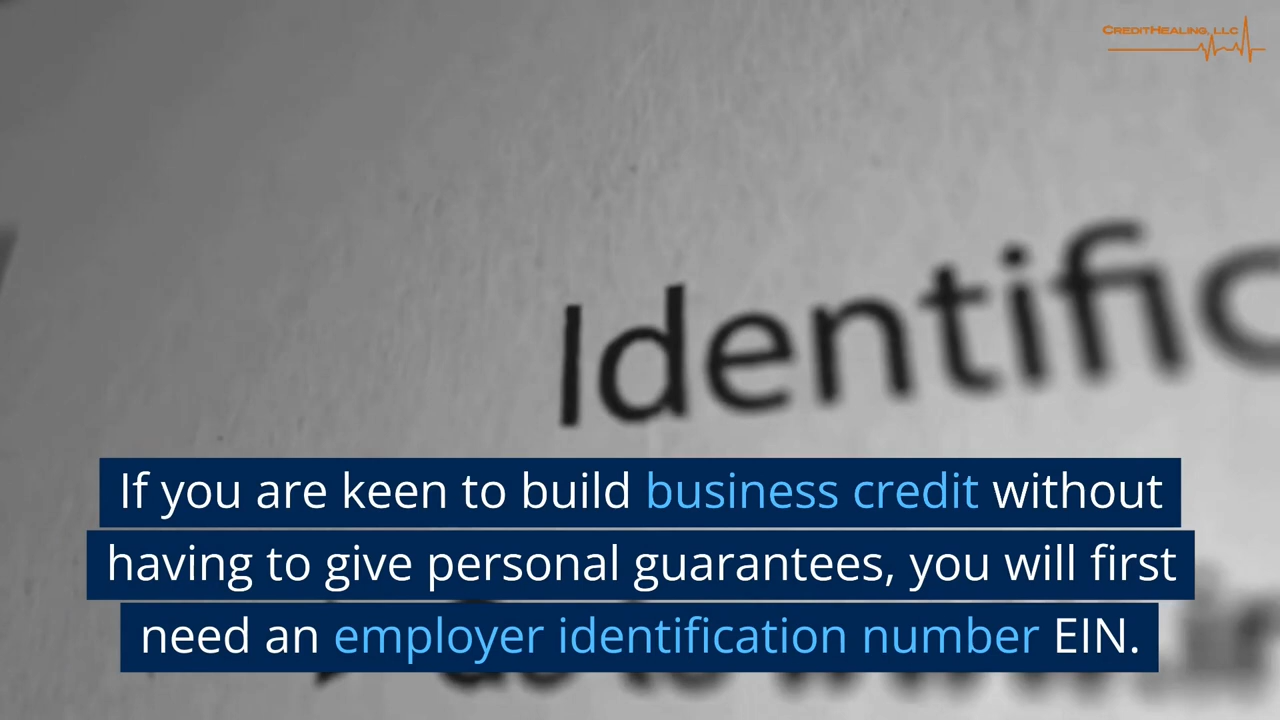 CREDITHEALING, LLC
Identific
If you are keen to build business credit without
having to give personal guarantees, you will first
need an employer identification number EIN.